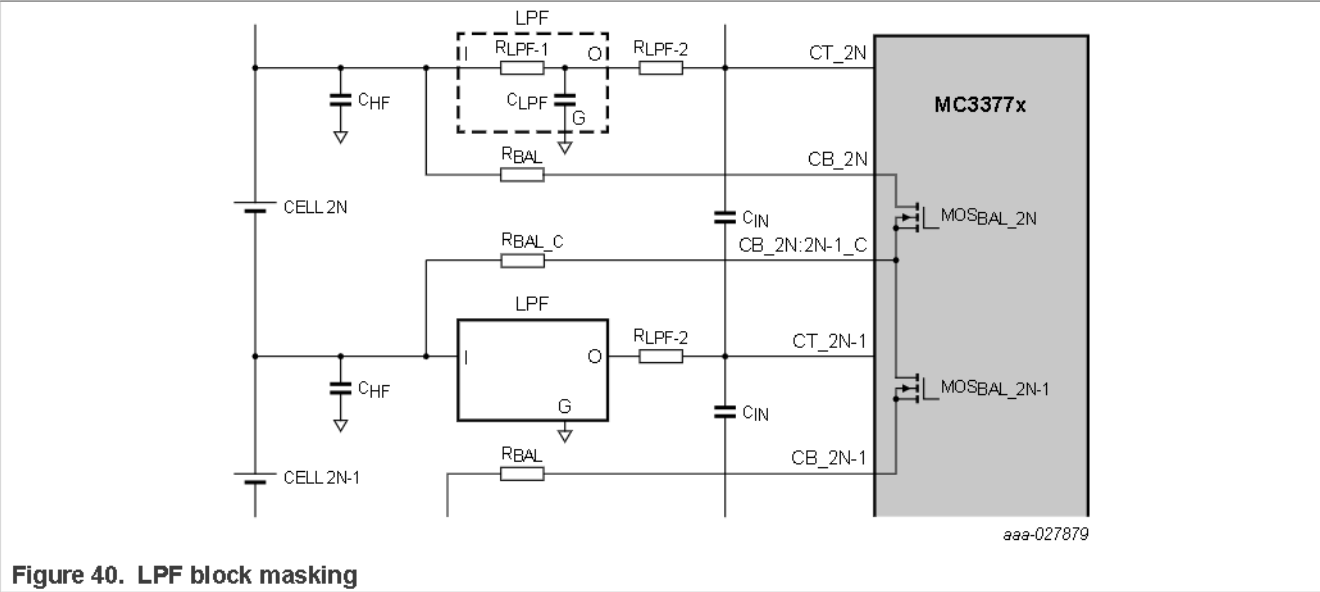 LPF
I
RLPF-1
O
RLPF-2
CT_2N
CHF
CLPF
G
MC3377x
RBAL
CB_2N
CELL 2N
CIN
MOSBAL_2N
RBAL_C
CB_2N:2N-1_C
LPF
RLPF-2
CT_2N-1
I
O
CHF
G
CIN
MOSBAL_2N-1
RBAL
CB_2N-1
CELL 2N-1
aaa-027879
Figure 40. LPF block masking